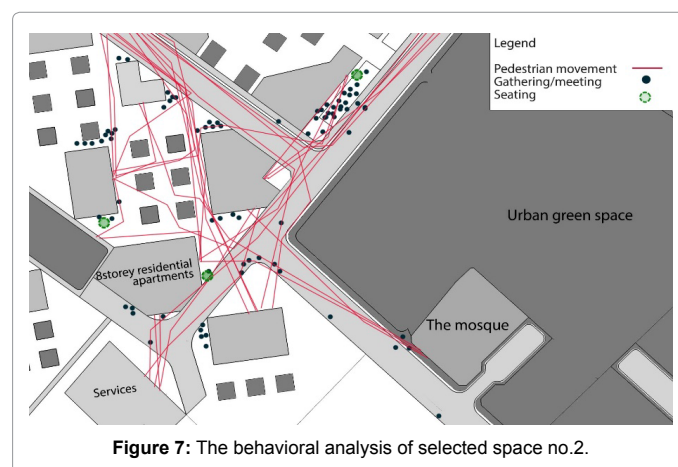 Legend
Pedestrian movement
Gathering/meeting
Seating
Urban green space
8storey residential
apartments
The mosque
Services
Figure 7: The behavioral analysis of selected space no.2.